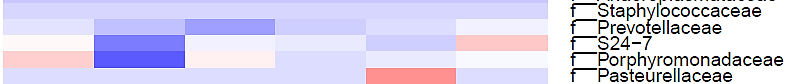 f__Staphylococcaceae
f__Prevotellaceae
f__S24-7
f__Porphyromonadaceae
f__Pasteurellaceae